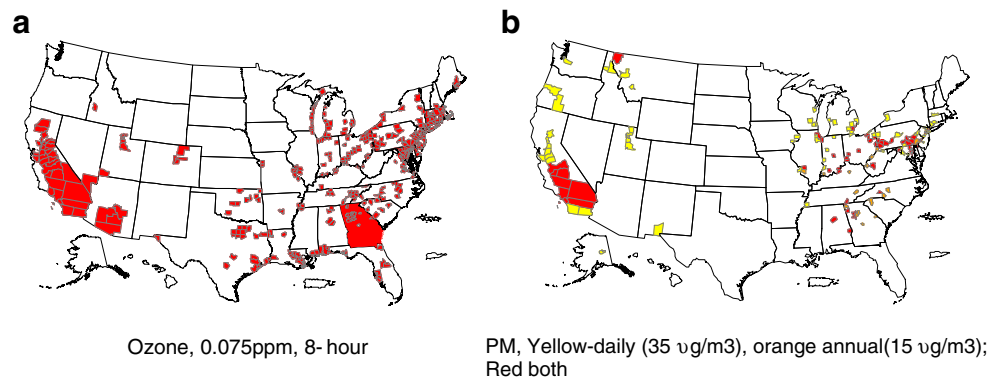 a
b
Ozone, 0.075ppm, 8-hour
PM, Yellow-daily (35 υg/m3), orange annual(15 υg/m3);
Red both